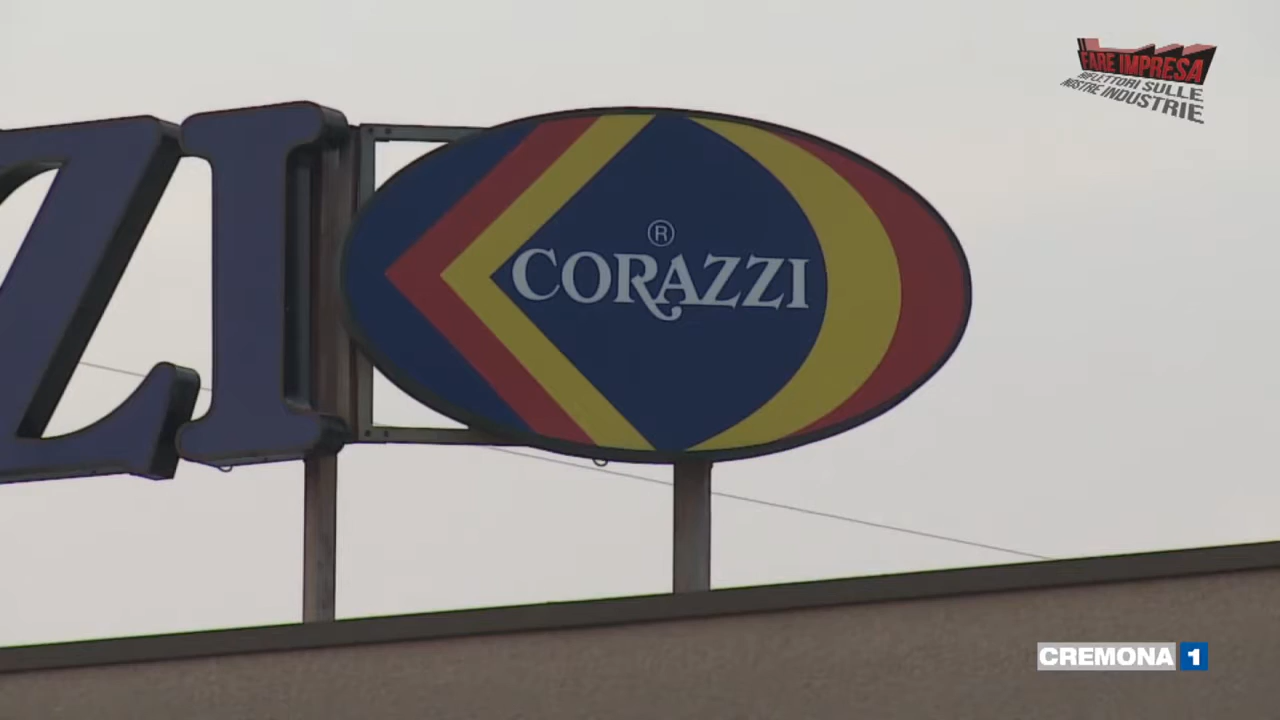 FARE IMPRESA
RIFLETTORI SULLE
NOSTRE INDUSTRIE
ZI
®
CORAZZI
CREMONA 1